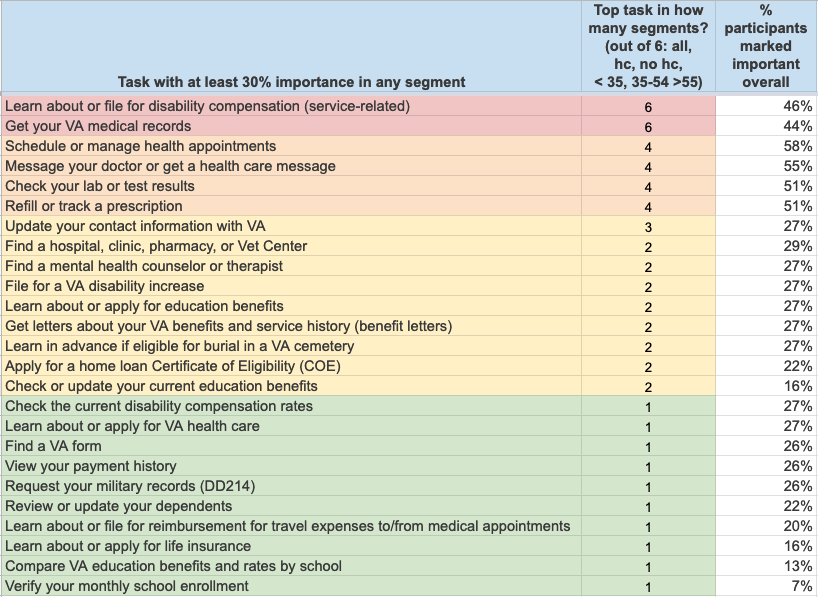 Task with at least 30% importance in any segment
Top task in how
many segments?
(out of 6: all,
hc, no hc,
< 35, 35-54 >55)
%
participants
marked
important
overall
Learn about or file for disability compensation (service-related) 6 46%
Get your VA medical records 6 44%
Schedule or manage health appointments 4 58%
Message your doctor or get a health care message 4 55%
Check your lab or test results 4 51%
Refill or track a prescription 4 51%
Update your contact information with VA 3 27%
Find a hospital, clinic, pharmacy, or Vet Center 2 29%
Find a mental health counselor or therapist 2 27%
File for a VA disability increase 2 27%
Learn about or apply for education benefits 2 27%
Get letters about your VA benefits and service history (benefit letters) 2 27%
Learn in advance if eligible for burial in a VA cemetery 2 27%
Apply for a home loan Certificate of Eligibility (COE) 2 22%
Check or update your current education benefits 2 16%
Check the current disability compensation rates 1 27%
Learn about or apply for VA health care 1 27%
Find a VA form 1 26%
View your payment history 1 26%
Request your military records (DD214) 1 26%
Review or update your dependents 1 22%
Learn about or file for reimbursement for travel expenses to/from medical appointments 1 20%
Learn about or apply for life insurance 1 16%
Compare VA education benefits and rates by school 1 13%
Verify your monthly school enrollment 1 7%